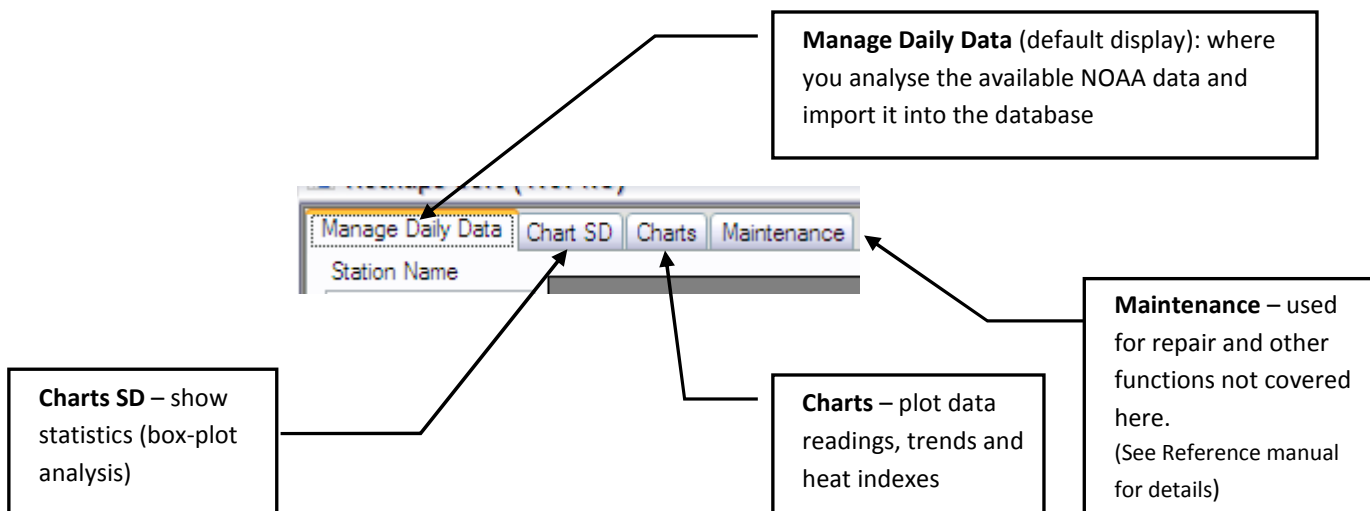 Manage Daily Data (default display): where
you analyse the available NOAA data and
import it into the database
Manage Daily Data Chart SD Charts Maintenance
Station Name
Maintenance – used
for repair and other
functions not covered
here.
(See Reference manual
for details)
Charts SD – show
statistics (box-plot
analysis)
Charts – plot data
readings, trends and
heat indexes